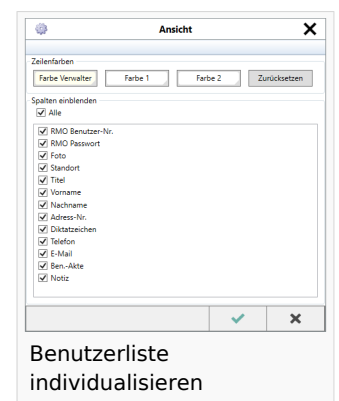 Ansicht
Zeilenfarben
Farbe Verwalter Farbe 1 Farbe 2 Zurücksetzen
Spalten einblenden
Alle
RMO Benutzer-Nr.
RMO Passwort
Foto
Standort
Titel
Vorname
Nachname
Adress-Nr.
Diktatzeichen
Telefon
E-Mail
Ben.-Akte
Notiz
Benutzerliste
individualisieren